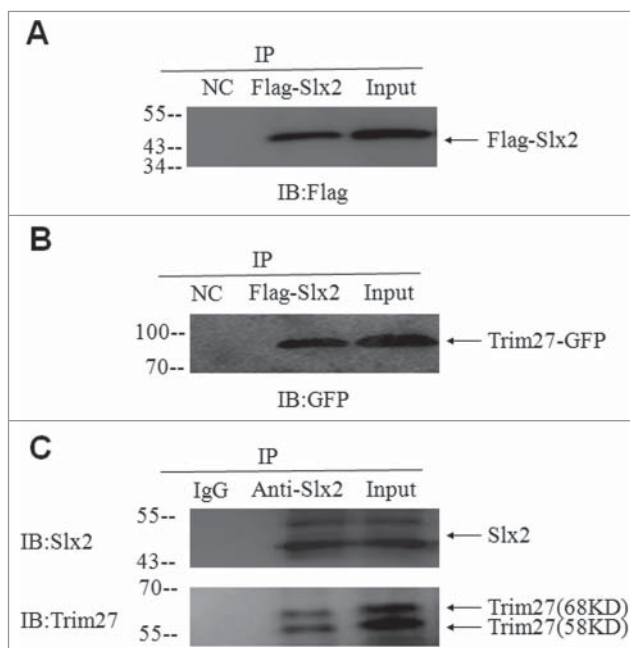 A
IP
NC Flag-Slx2 Input
55--
43--
34--
Flag-Slx2
IB:Flag
B
IP
NC Flag-Slx2 Input
100--
70--
Trim27-GFP
IB:GFP
C
IP
IgG Anti-Slx2 Input
55--
IB:Slx2
Slx2
43--
70--
Trim27(68KD)
IB:Trim27
Trim27(58KD)
55--